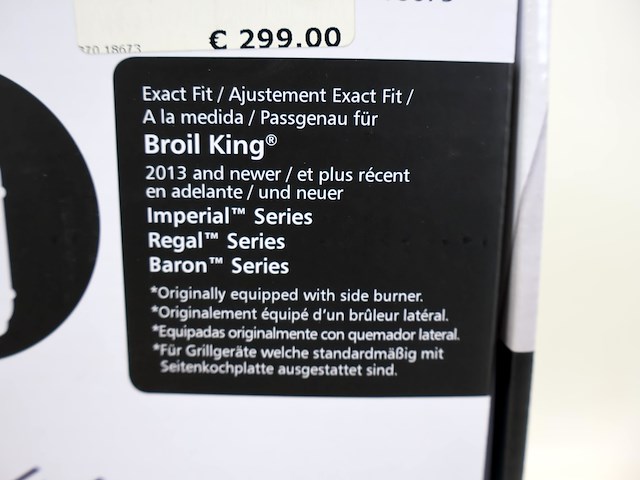 € 299.00
370 18673
Exact Fit / Ajustement Exact Fit /
A la medida / Passgenau für
Broil King®
2013 and newer / et plus récent
en adelante / und neuer
Imperial™ Series
Regal™ Series
Baron™ Series
*Originally equipped with side burner.
*Originalement équipé d'un brûleur latéral.
*Equipadas originalmente con quemador lateral.
*Für Grillgeräte welche standardmäßig mit
Seitenkochplatte ausgestattet sind.